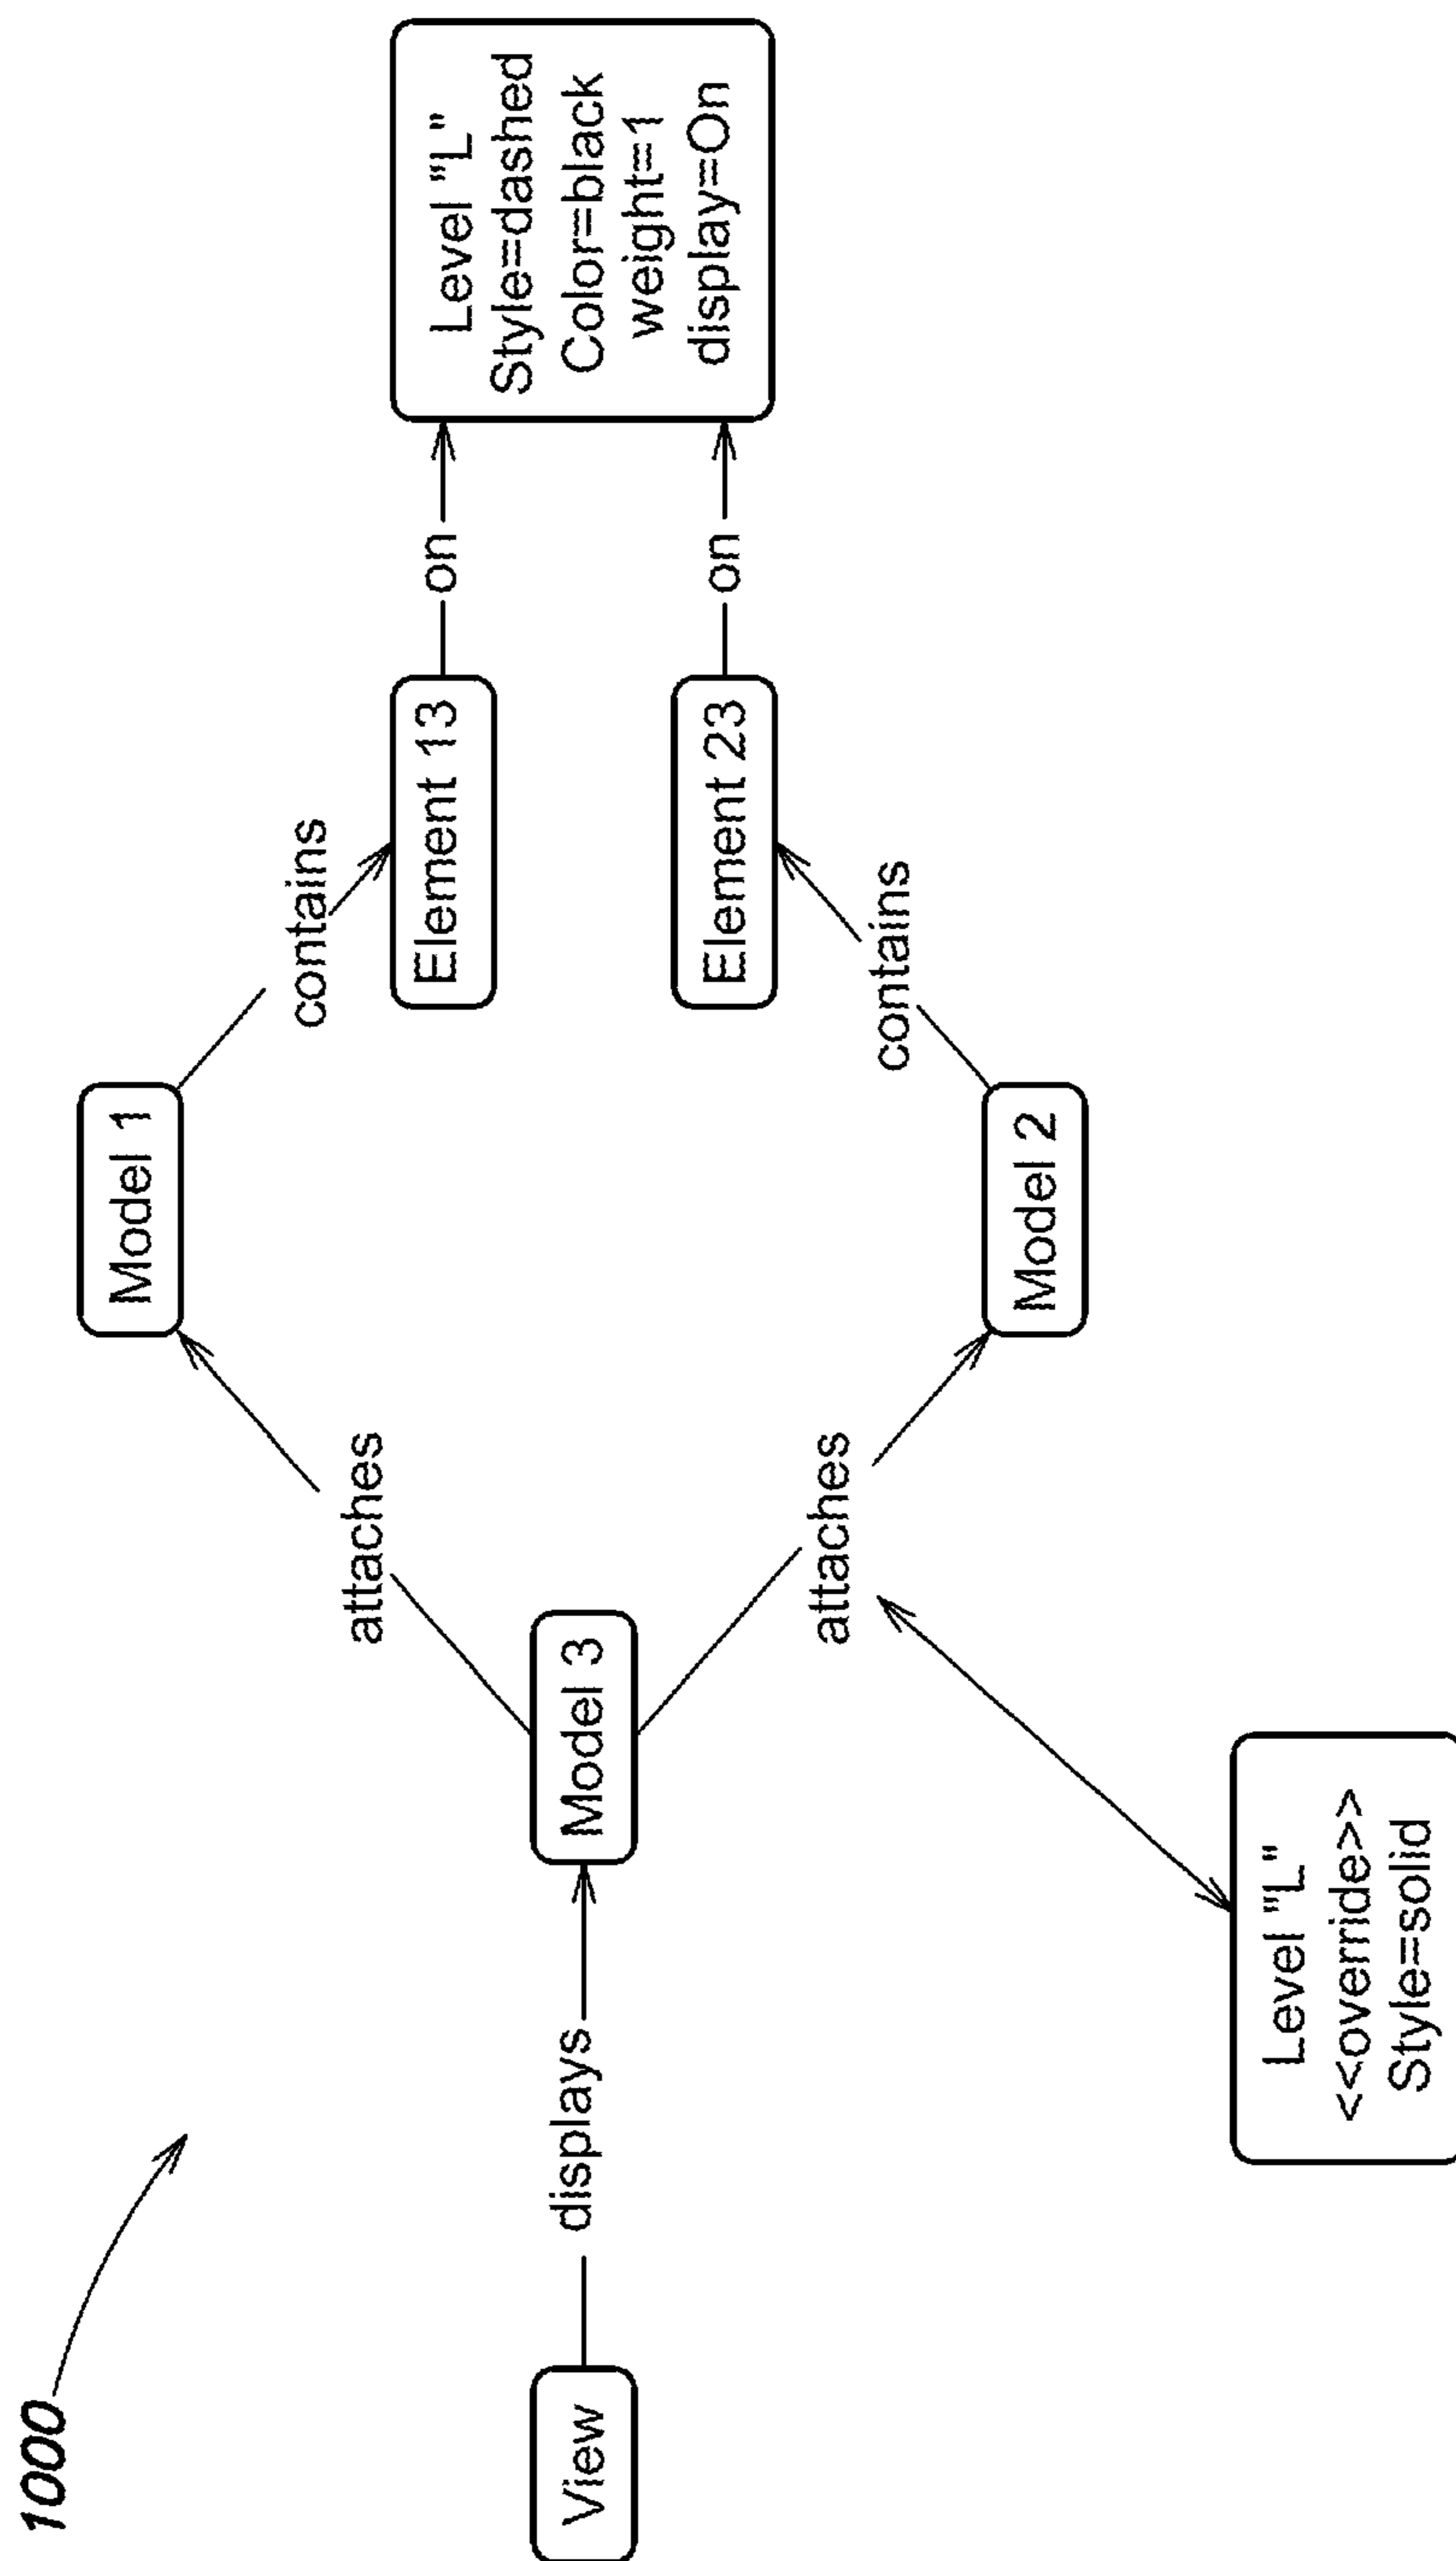 1000
View
displays
Model 3
attaches
Model 1
contains
Element 13
on
Level "L"
Style=dashed
Color=black
weight=1
display=On
attaches
Model 2
contains
Element 23
on
Level "L"
<<override>>
Style=solid